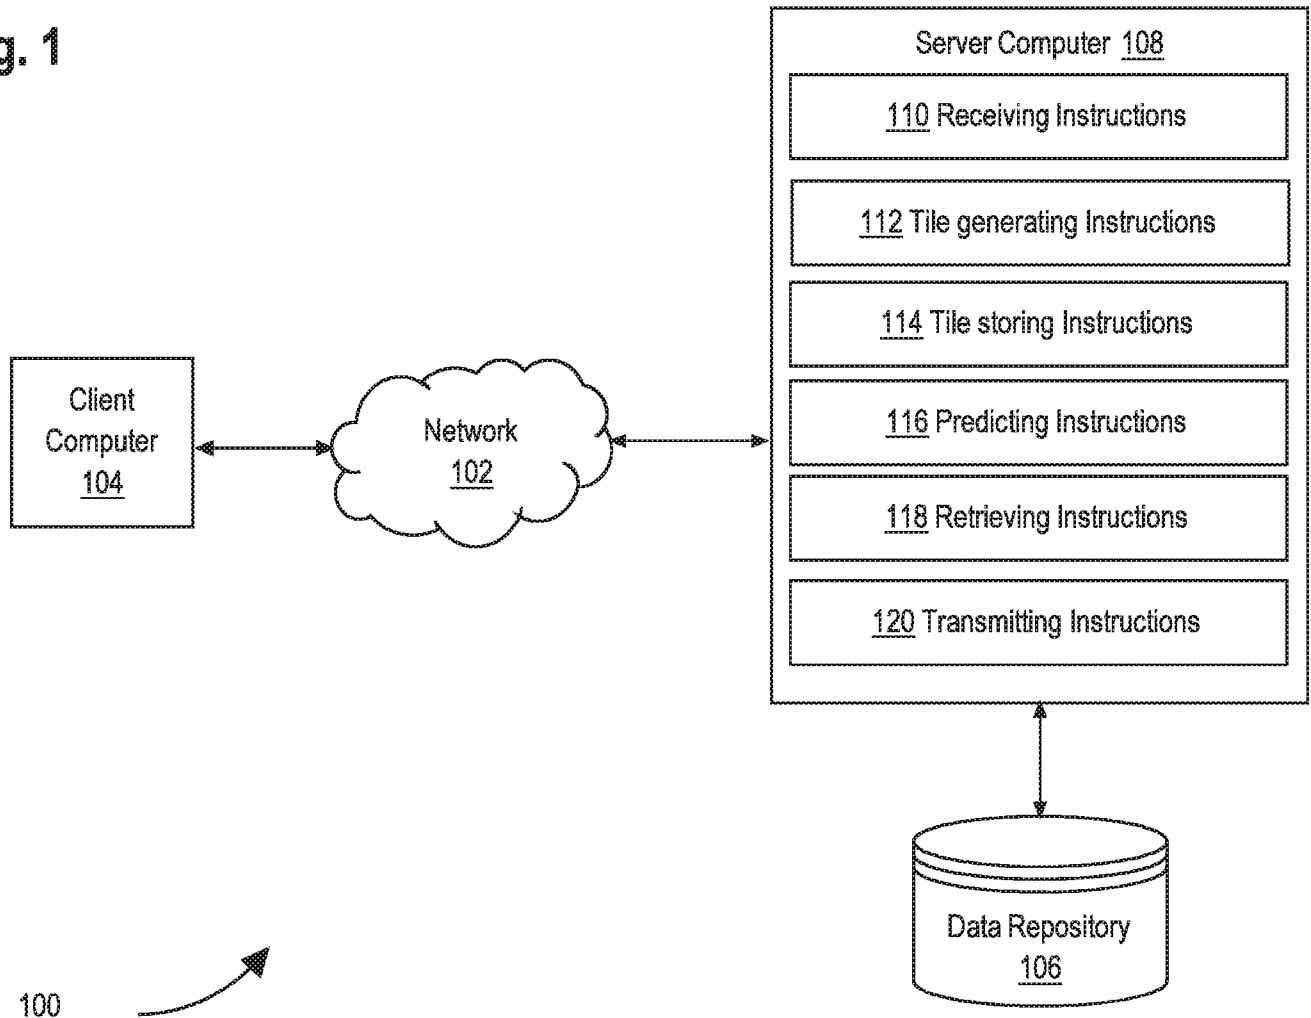 g. 1
Server Computer 108
110 Receiving Instructions
112 Tile generating Instructions
114 Tile storing Instructions
116 Predicting Instructions
118 Retrieving Instructions
120 Transmitting Instructions
Client
Computer
104
Network
102
Data Repository
106
100